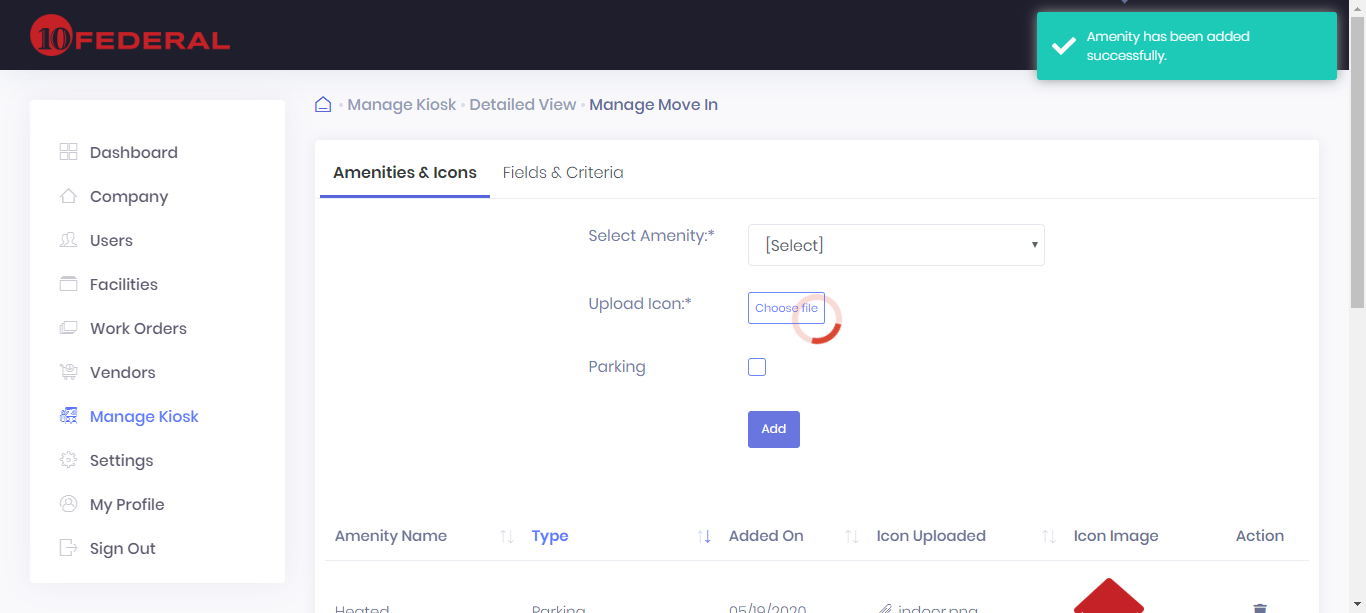 10 FEDERAL
Amenity has been added
successfully.
Manage Kiosk • Detailed View • Manage Move In
Dashboard
Company
Users
Facilities
Work Orders
Vendors
Manage Kiosk
Settings
My Profile
Sign Out
Amenities & Icons Fields & Criteria
Select Amenity:* [Select]
Upload Icon:* Choose file
Parking
Add
Amenity Name Type Added On Icon Uploaded Icon Image Action
Heated Parking 05/19/2020 indoor.png